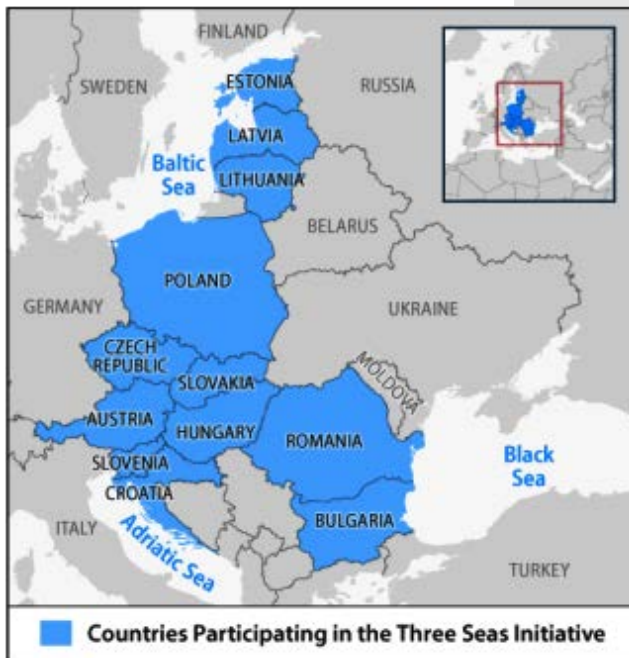 FINLAND
SWEDEN
ESTONIA
RUSSIA
LATVIA
Baltic
Sea
LITHUANIA
BELARUS
POLAND
GERMANY
UKRAINE
CZECH
REPUBLIC
SLOVAKIA
MOLDOVA
AUSTRIA
HUNGARY
ROMANIA
SLOVENIA
Black
Sea
CROATIA
BULGARIA
ITALY
Adriatic Sea
TURKEY
Countries Participating in the Three Seas Initiative